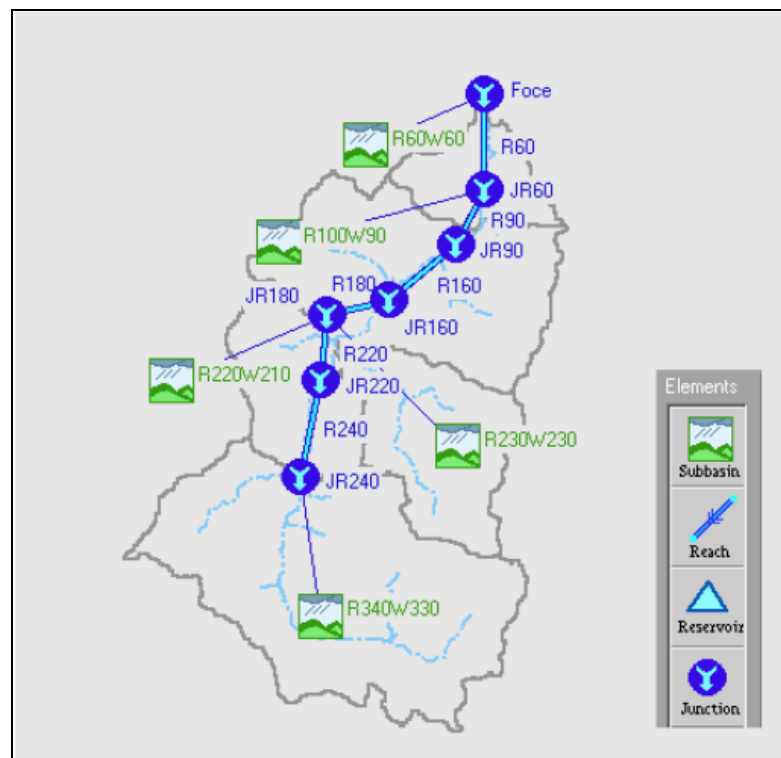 Foce
R60W60
R60
JR60
R100W90
R90
JR90
R180
R160
JR180
JR160
R220
R220W210
JR220
R240
R230W230
JR240
R340W330
Elements
Subbasin
Reach
Reservoir
Junction